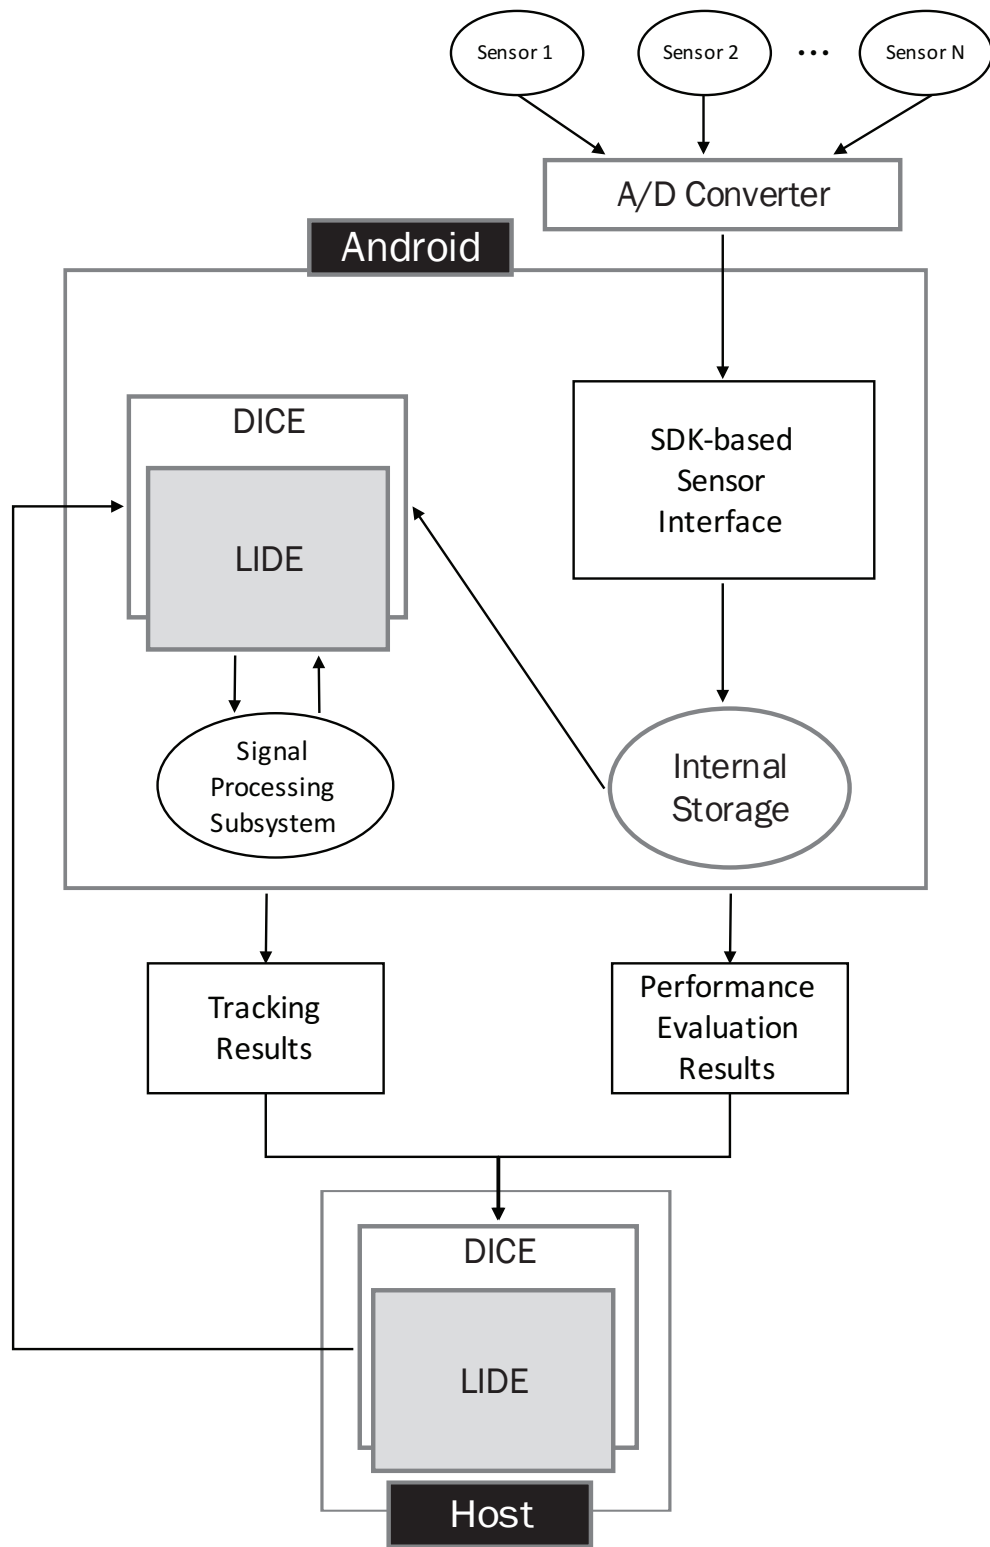 Sensor 1
Sensor 2
...
Sensor N
A/D Converter
Android
DICE
LIDE
SDK-based
Sensor
Interface
Signal
Processing
Subsystem
Internal
Storage
Tracking
Results
Performance
Evaluation
Results
DICE
LIDE
Host